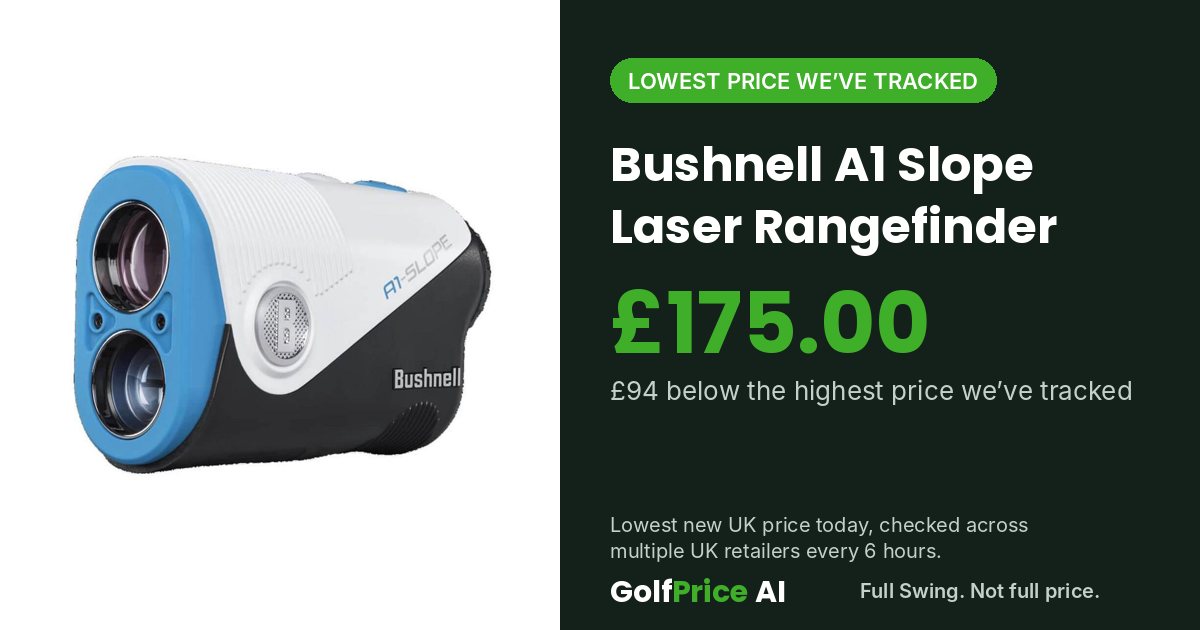 A1-SLOPE
B
Bushnell
LOWEST PRICE WE’VE TRACKED
Bushnell A1 Slope
Laser Rangefinder
£175.00
£94 below the highest price we’ve tracked
Lowest new UK price today, checked across
multiple UK retailers every 6 hours.
GolfPrice AI
Full Swing. Not full price.